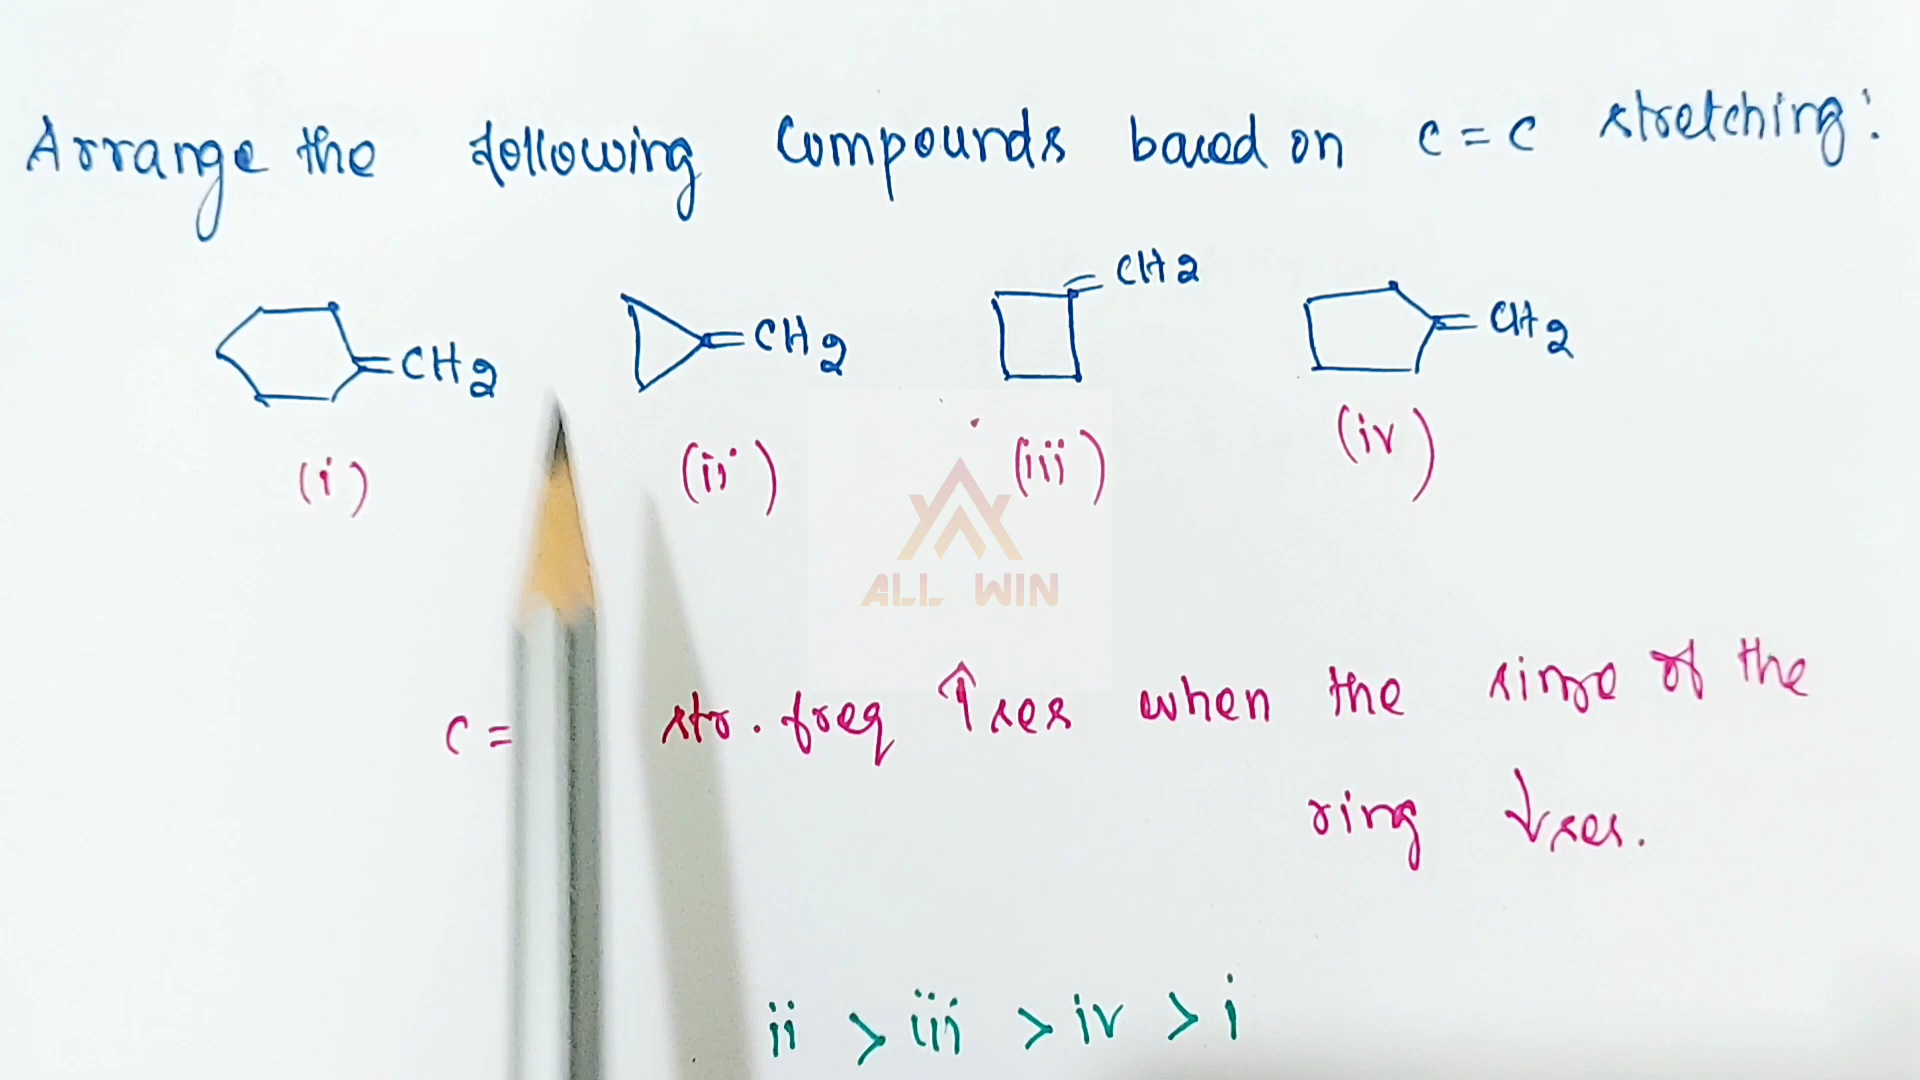 Arrange the following compounds based on C=C stretching:
=CH2 =CH2 =CH2 =CH2
(i) (ii) (iii) (iv)
ALL WIN
C= str. freq ↑ses when the size of the
ring ↓ses.
ii > iii > iv > i